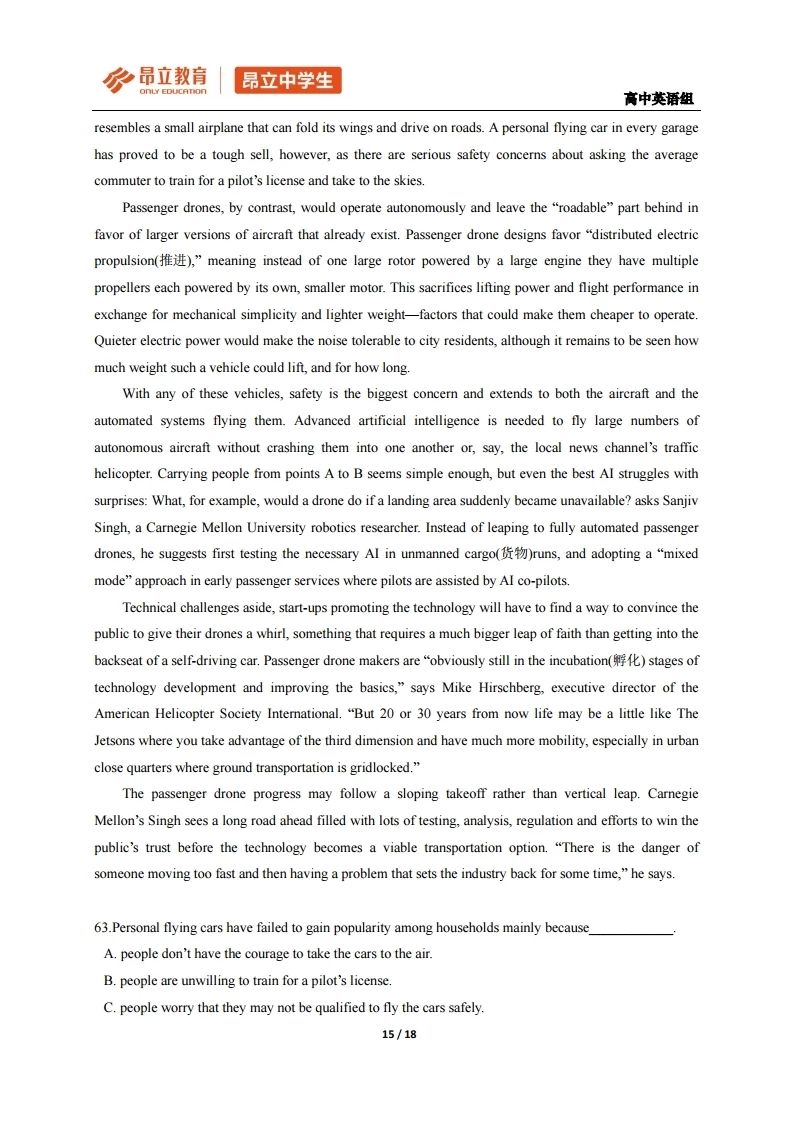 昂立教育
ONLY EDUCATION
昂立中学生
高中英语组
resembles a small airplane that can fold its wings and drive on roads. A personal flying car in every garage
has proved to be a tough sell, however, as there are serious safety concerns about asking the average
commuter to train for a pilot’s license and take to the skies.
Passenger drones, by contrast, would operate autonomously and leave the “roadable” part behind in
favor of larger versions of aircraft that already exist. Passenger drone designs favor “distributed electric
propulsion(推进),” meaning instead of one large rotor powered by a large engine they have multiple
propellers each powered by its own, smaller motor. This sacrifices lifting power and flight performance in
exchange for mechanical simplicity and lighter weight—factors that could make them cheaper to operate.
Quieter electric power would make the noise tolerable to city residents, although it remains to be seen how
much weight such a vehicle could lift, and for how long.
With any of these vehicles, safety is the biggest concern and extends to both the aircraft and the
automated systems flying them. Advanced artificial intelligence is needed to fly large numbers of
autonomous aircraft without crashing them into one another or, say, the local news channel’s traffic
helicopter. Carrying people from points A to B seems simple enough, but even the best AI struggles with
surprises: What, for example, would a drone do if a landing area suddenly became unavailable? asks Sanjiv
Singh, a Carnegie Mellon University robotics researcher. Instead of leaping to fully automated passenger
drones, he suggests first testing the necessary AI in unmanned cargo(货物)runs, and adopting a “mixed
mode” approach in early passenger services where pilots are assisted by AI co-pilots.
Technical challenges aside, start-ups promoting the technology will have to find a way to convince the
public to give their drones a whirl, something that requires a much bigger leap of faith than getting into the
backseat of a self-driving car. Passenger drone makers are “obviously still in the incubation(孵化) stages of
technology development and improving the basics,” says Mike Hirschberg, executive director of the
American Helicopter Society International. “But 20 or 30 years from now life may be a little like The
Jetsons where you take advantage of the third dimension and have much more mobility, especially in urban
close quarters where ground transportation is gridlocked.”
The passenger drone progress may follow a sloping takeoff rather than vertical leap. Carnegie
Mellon’s Singh sees a long road ahead filled with lots of testing, analysis, regulation and efforts to win the
public’s trust before the technology becomes a viable transportation option. “There is the danger of
someone moving too fast and then having a problem that sets the industry back for some time,” he says.
63.Personal flying cars have failed to gain popularity among households mainly because____________.
A. people don’t have the courage to take the cars to the air.
B. people are unwilling to train for a pilot’s license.
C. people worry that they may not be qualified to fly the cars safely.
15 / 18